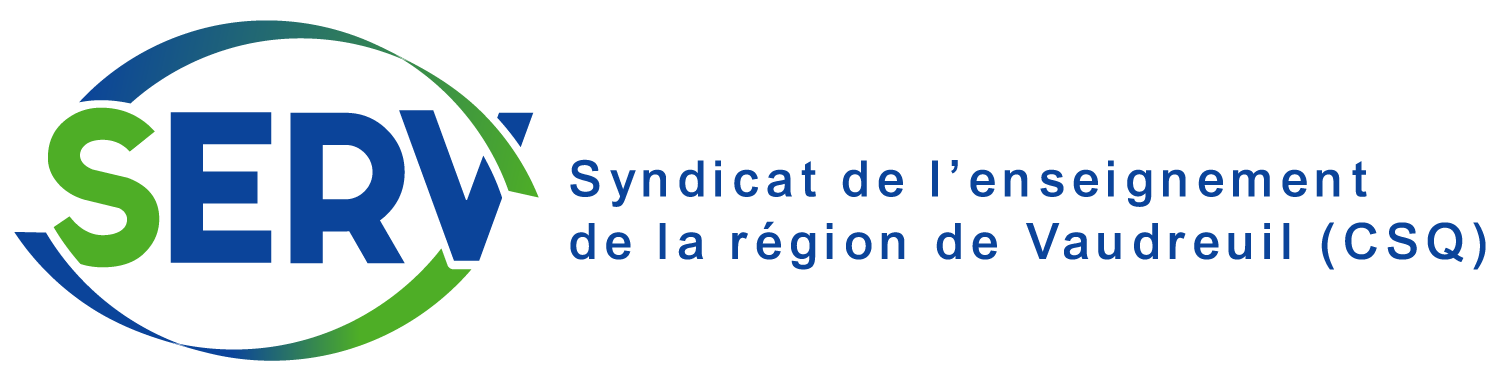 SERV
Syndicat de l’enseignement
de la région de Vaudreuil (CSQ)